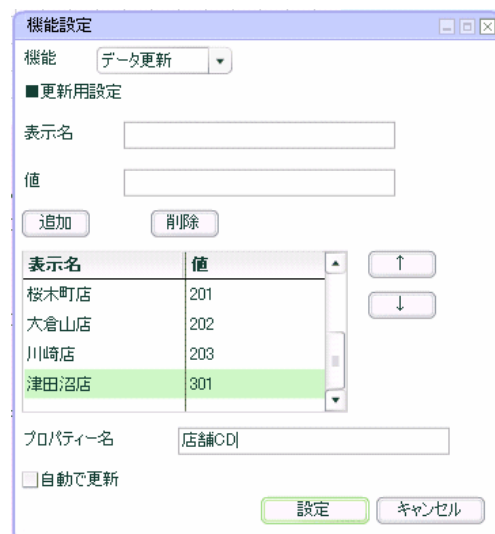 機能設定
機能 データ更新
■更新用設定
表示名
値
追加 削除
表示名 値 ↑
桜木町店 201 ↓
大倉山店 202
川崎店 203
津田沼店 301
プロパティー名 店舗CD
自動で更新
設定 キャンセル